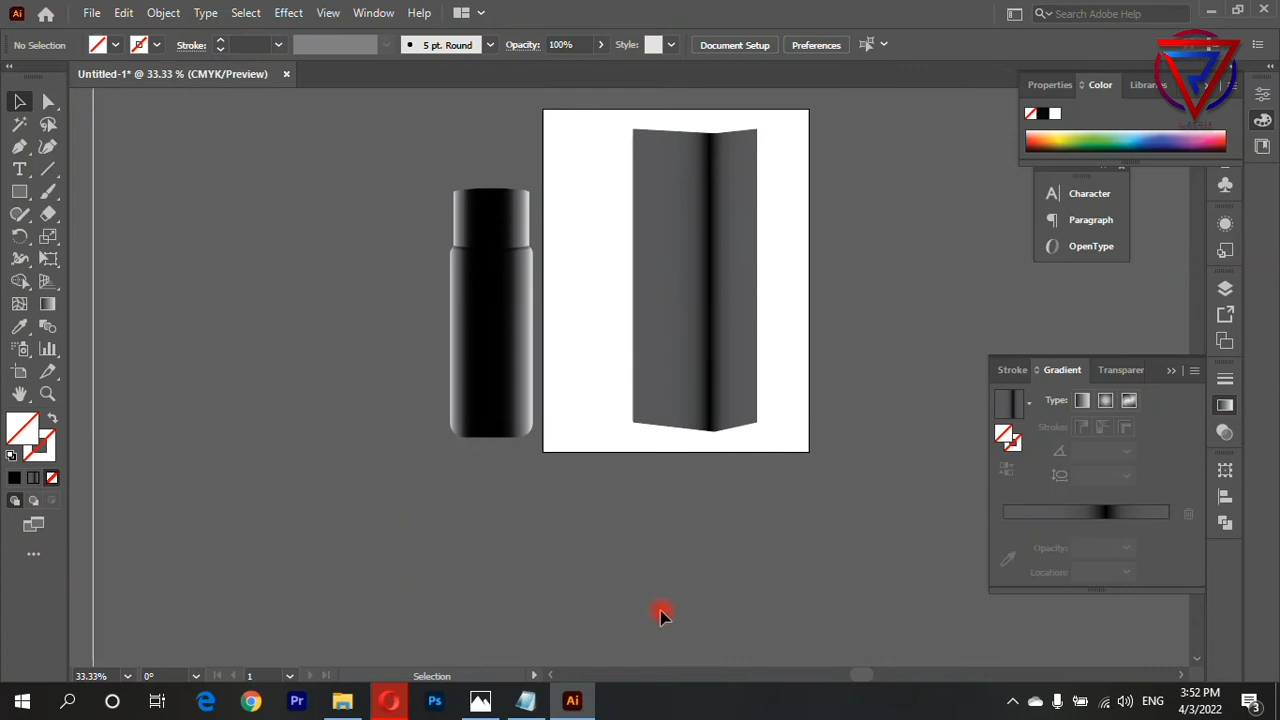 File Edit Object Type Select Effect View Window Help
Search Adobe Help
No Selection Stroke: 5 pt. Round Opacity: 100% Style: Document Setup Preferences
Untitled-1* @ 33.33 % (CMYK/Preview)
Properties Color Libraries
Character
Paragraph
OpenType
Stroke Gradient Transparer
Type:
Stroke:
Opacity:
Location:
33.33% 0° 1 Selection
ENG 3:52 PM
4/3/2022
3